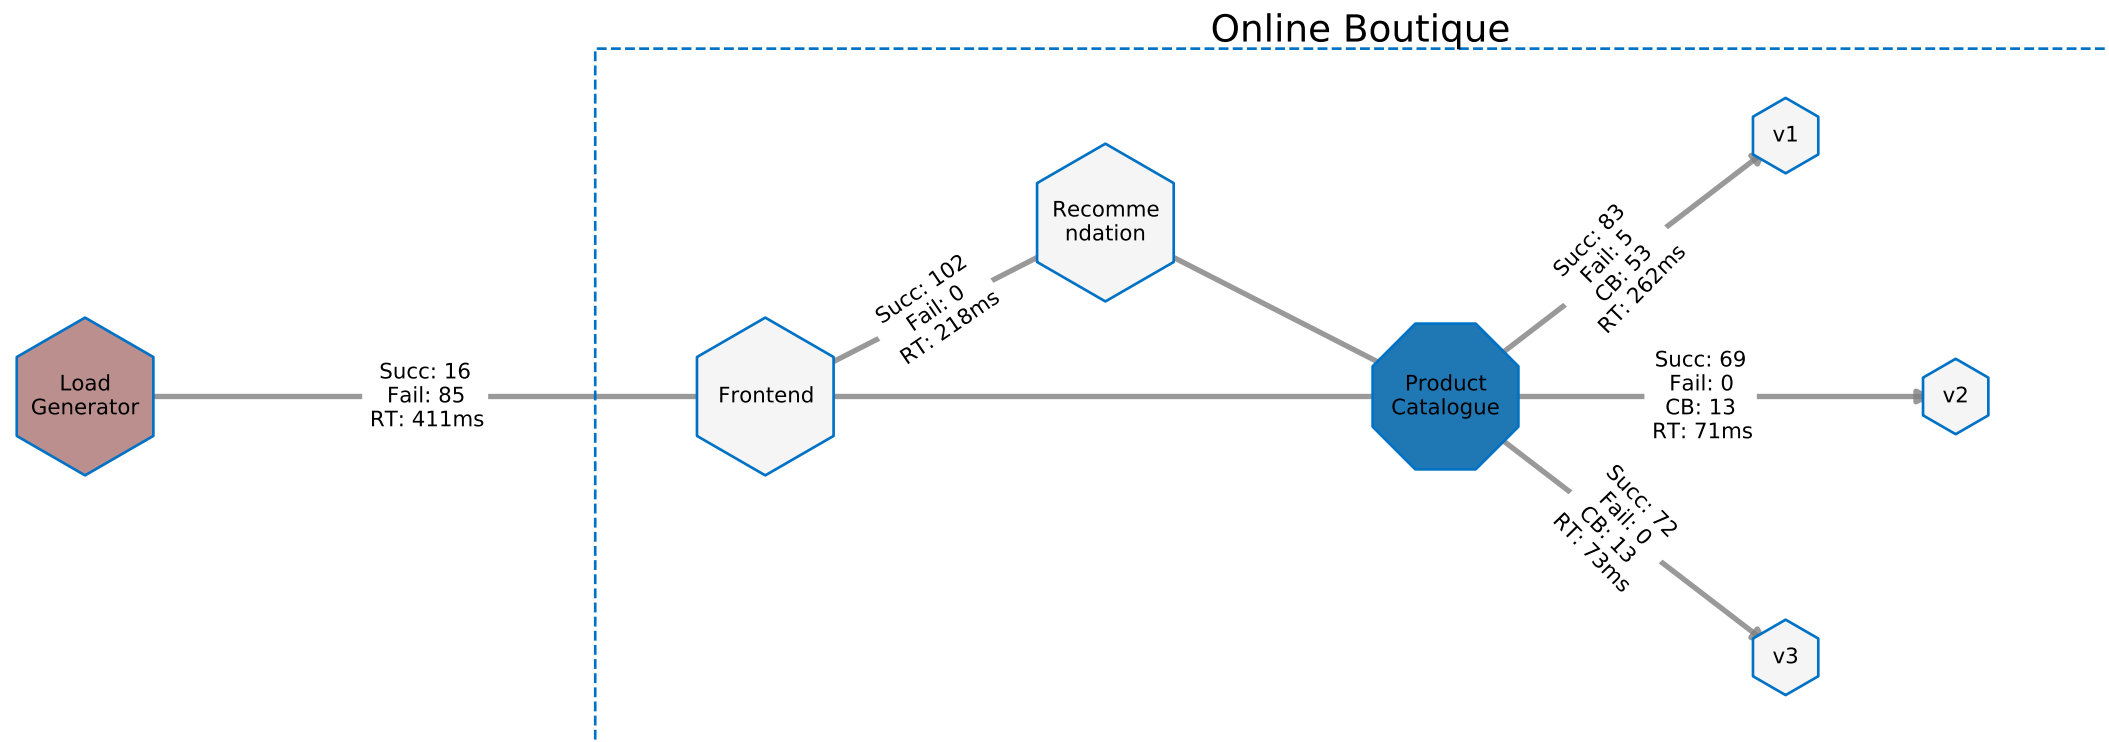 Online Boutique
Load
Generator
Succ: 16
Fail: 85
RT: 411ms
Frontend
Succ: 102
Fail: 0
RT: 218ms
Recomme
ndation
Product
Catalogue
Succ: 83
Fail: 5
CB: 53
RT: 262ms
v1
Succ: 69
Fail: 0
CB: 13
RT: 71ms
v2
Succ: 72
Fail: 0
CB: 13
RT: 73ms
v3